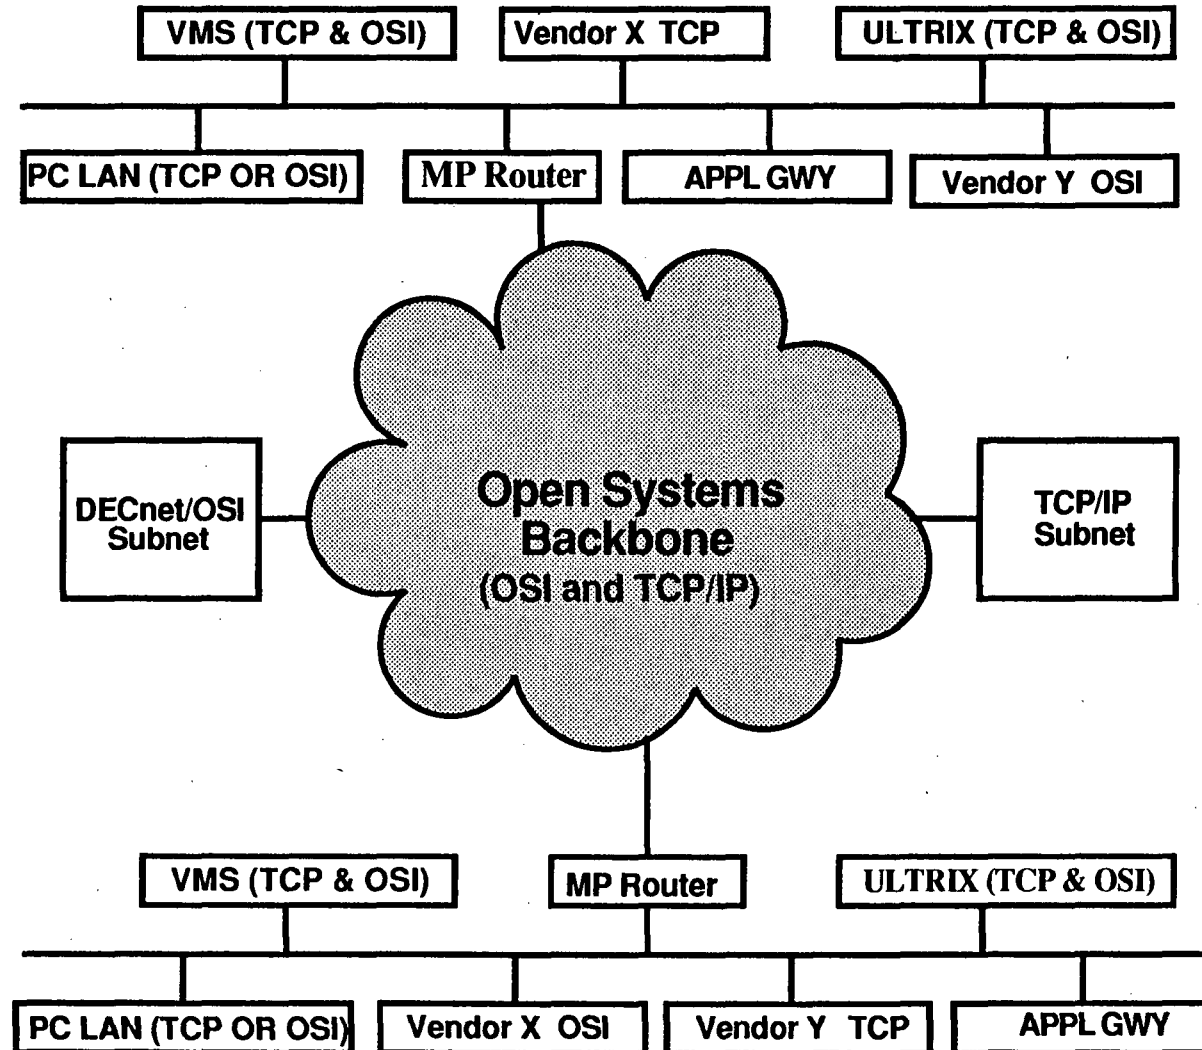 VMS (TCP & OSI)
Vendor X TCP
ULTRIX (TCP & OSI)
PC LAN (TCP OR OSI)
MP Router
APPL GWY
Vendor Y OSI
DECnet/OSI
Subnet
Open Systems
Backbone
(OSI and TCP/IP)
TCP/IP
Subnet
VMS (TCP & OSI)
MP Router
ULTRIX (TCP & OSI)
PC LAN (TCP OR OSI)
Vendor X OSI
Vendor Y TCP
APPL GWY